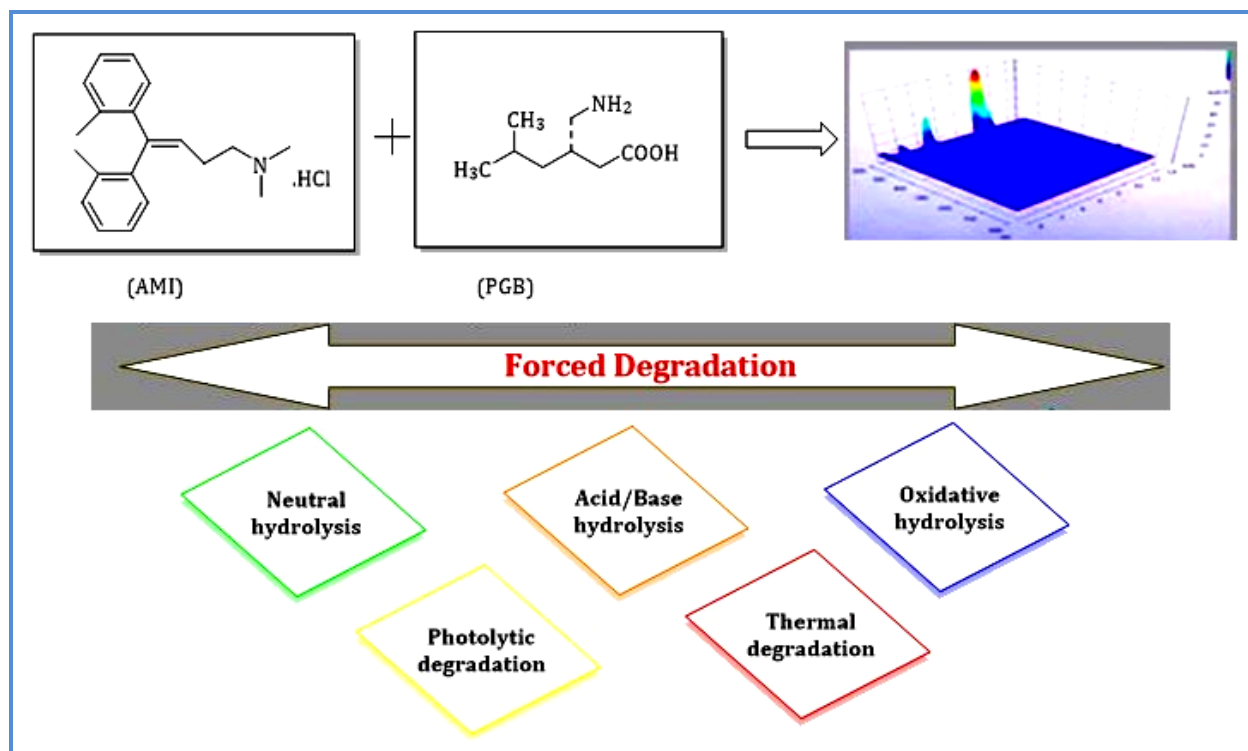 NH2
CH3
H3C
COOH
N
.HCl
(AMI)
(PGB)
Forced Degradation
Neutral
hydrolysis
Acid/Base
hydrolysis
Oxidative
hydrolysis
Photolytic
degradation
Thermal
degradation